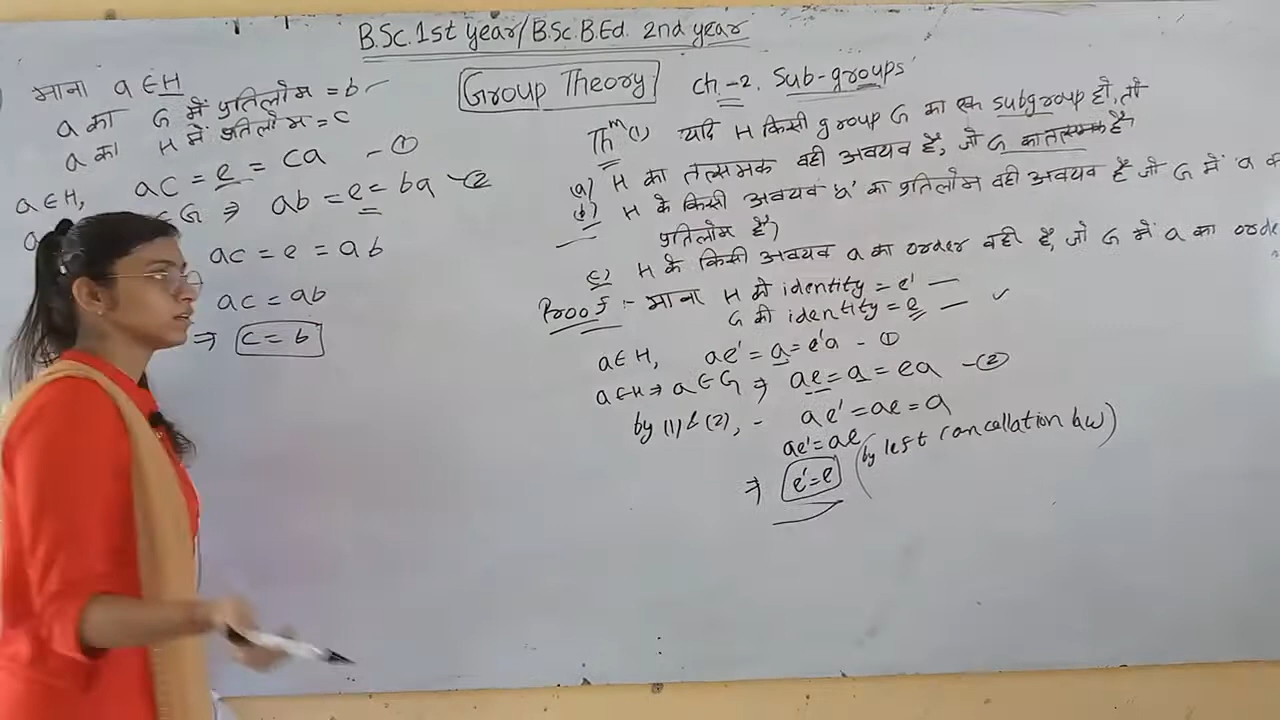 B.Sc. 1st year/B.Sc.B.Ed. 2nd year
Group Theory
Ch-2. Sub-groups
Thm(1) यदि H किसी group G का एक subgroup हो, तो
(a) H का तत्समक वही अवयव है, जो G का तत्समक है
(b) H के किसी अवयव 'a' का प्रतिलोम वही अवयव है जो G में 'a' का
प्रतिलोम है)
(c) H के किसी अवयव a का order वही है, जो G में a का orde
Proof :- माना H में identity = e' —
G की identity = e — ✓
a∈H, ae' = a = e'a - ①
a∈H ⇒ a∈G ⇒ ae = a = ea -②
by (1) & (2), - ae' = ae = a
ae' = ae
⇒ e' = e (by left cancellation law)
माना a∈H
a का G में प्रतिलोम = b
a का H में प्रतिलोम = c
a∈H, ac = e = ca -①
a ∈G ⇒ ab = e = ba -②
ac = e = ab
ac = ab
⇒ c = b